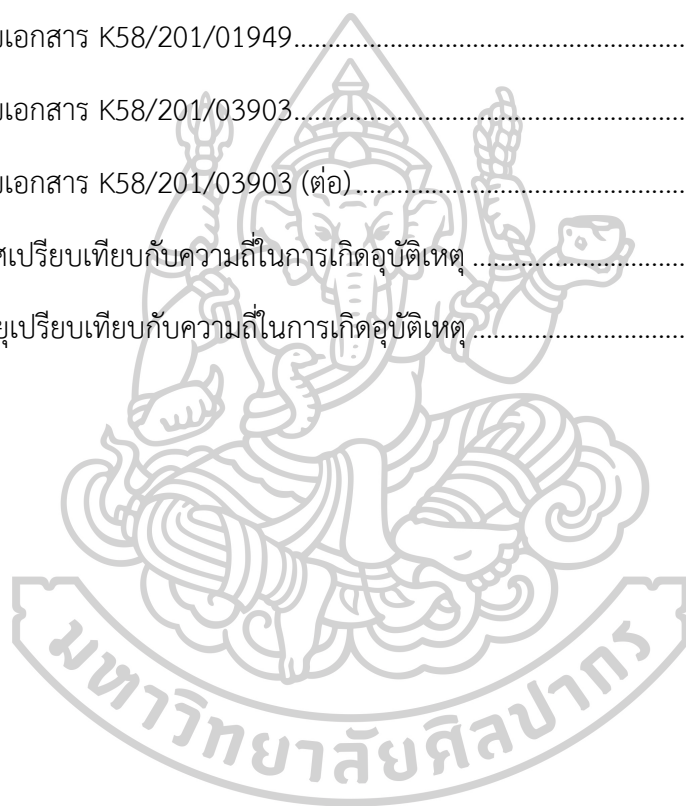 เอกสาร K58/201/01949
เอกสาร K58/201/03903
เอกสาร K58/201/03903 (ต่อ)
เปรียบเทียบกับความถี่ในการเกิดอุบัติเหตุ
เปรียบเทียบกับความถี่ในการเกิดอุบัติเหตุ
มหาวิทยาลัยศิลปากร